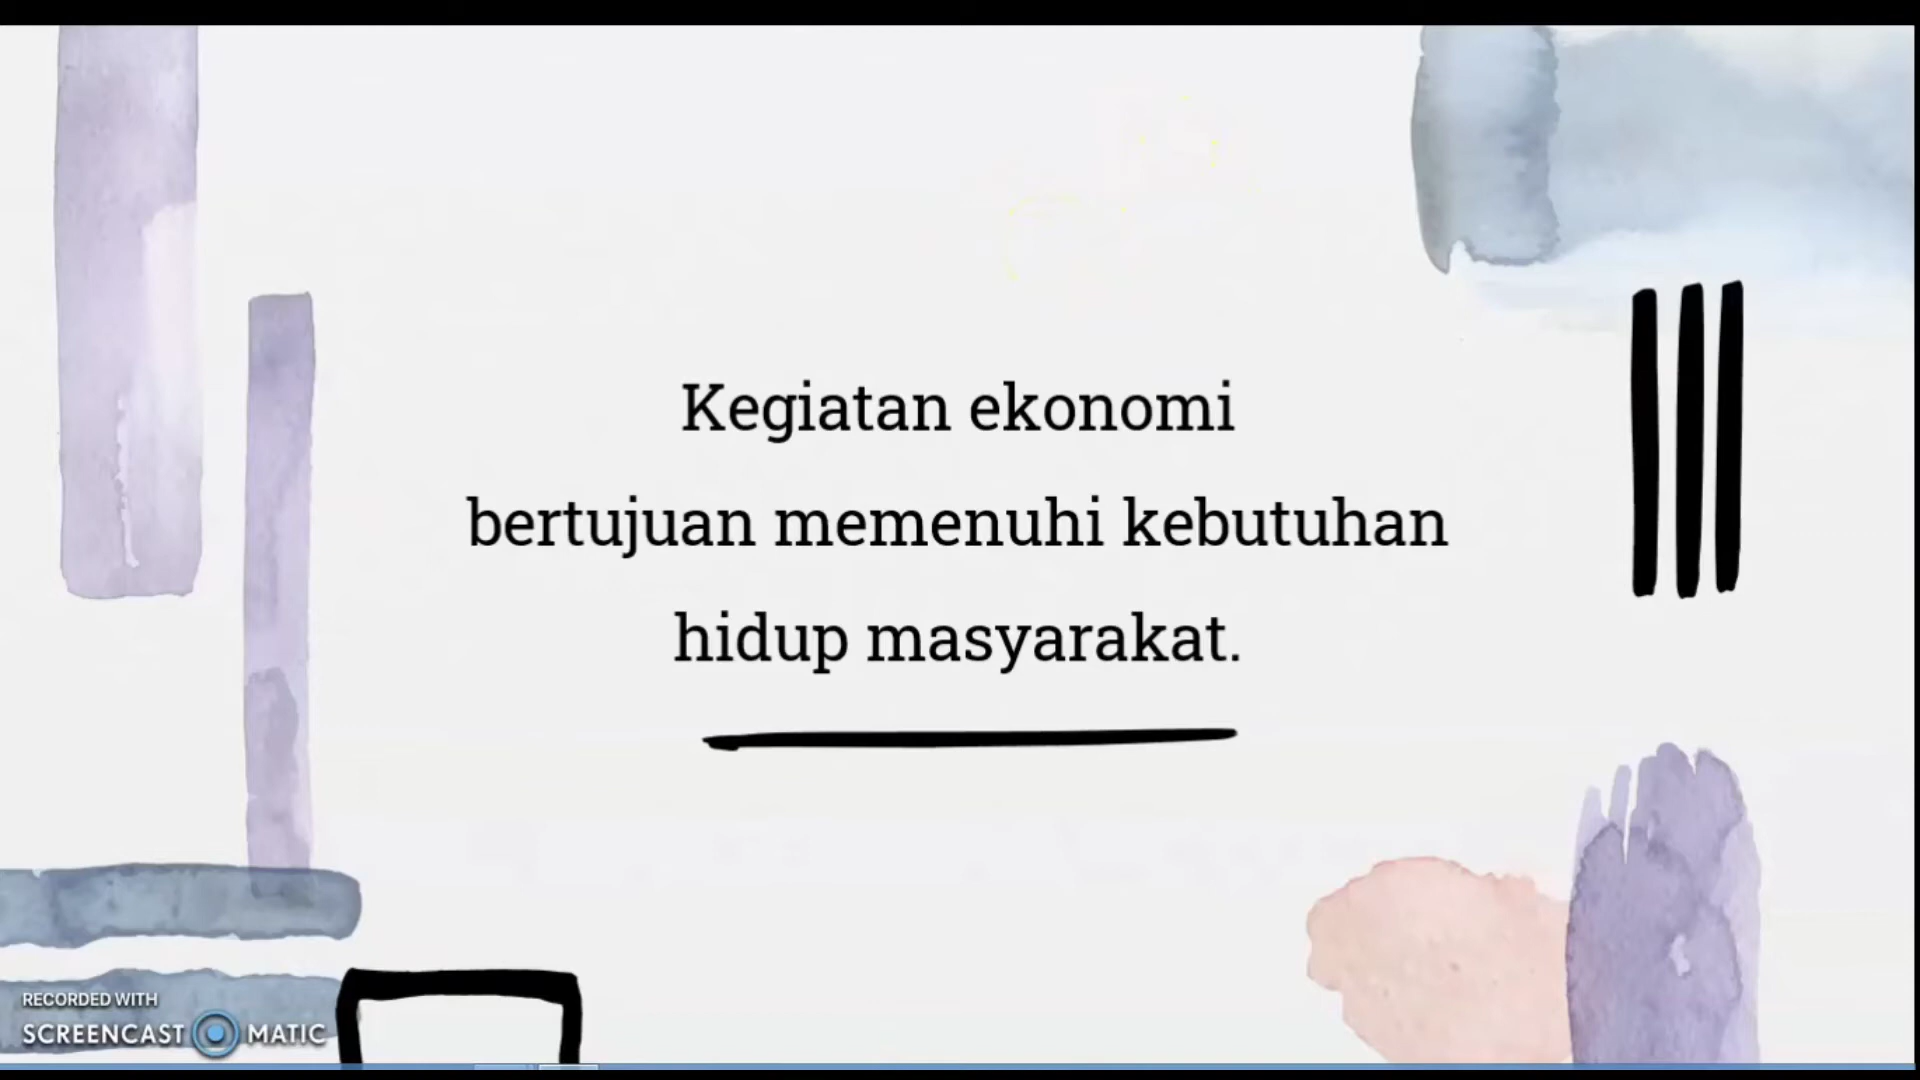 Kegiatan ekonomi
bertujuan memenuhi kebutuhan
hidup masyarakat.
RECORDED WITH
SCREENCAST MATIC